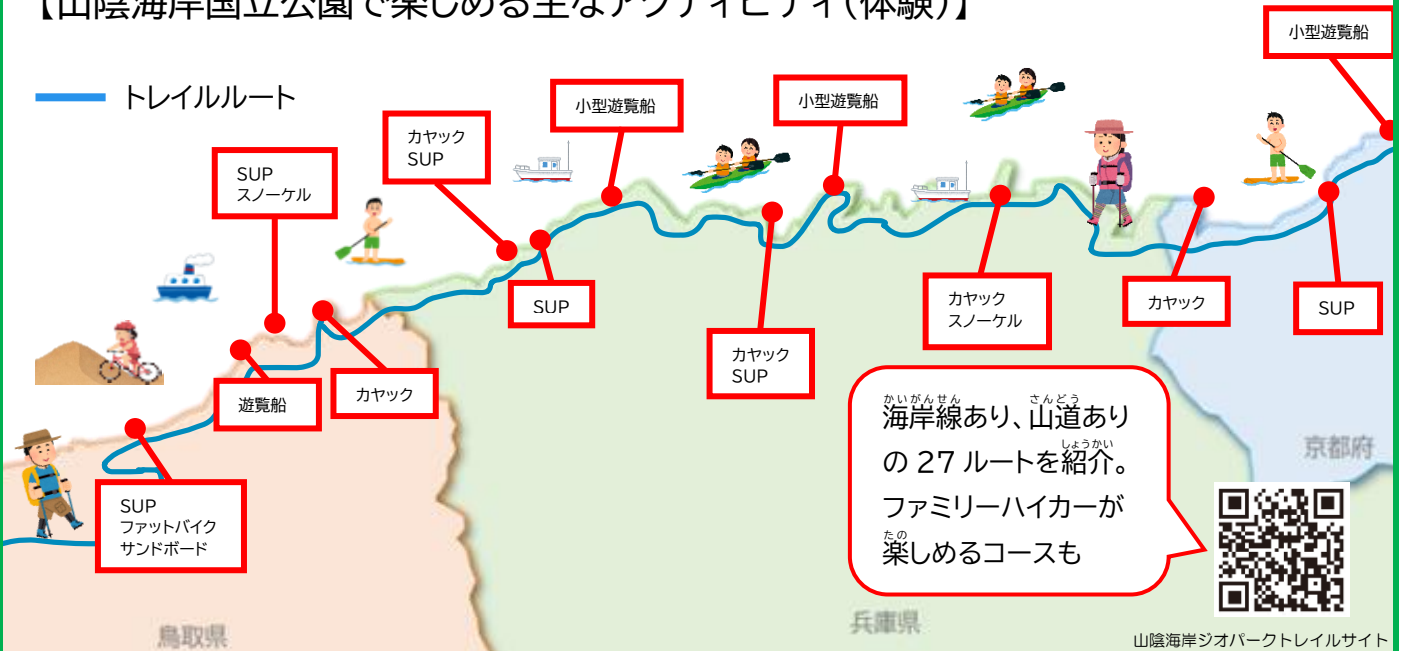 【山陰海岸国立公園で楽しめる主なアクティビティ(体験)】
小型遊覧船
トレイルルート
小型遊覧船
小型遊覧船
カヤック
SUP
SUP
スノーケル
SUP
カヤック
スノーケル
カヤック
SUP
カヤック
SUP
遊覧船
カヤック
SUP
ファットバイク
サンドボード
かいがんせん さんどう
海岸線あり、山道あり
しょうかい
の 27 ルートを紹介。
ファミリーハイカーが
たの
楽しめるコースも
京都府
鳥取県
兵庫県
山陰海岸ジオパークトレイルサイト